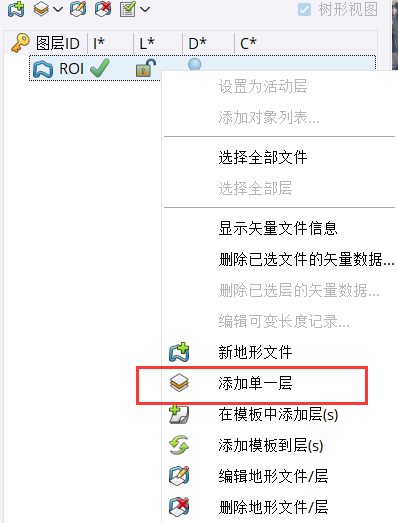 树形视图
图层ID I* L* D* C*
ROI
设置为活动层
添加对象列表...
选择全部文件
选择全部层
显示矢量文件信息
删除已选文件的矢量数据...
删除已选层的矢量数据...
编辑可变长度记录...
新地形文件
添加单一层
在模板中添加层(s)
添加模板到层(s)
编辑地形文件/层
删除地形文件/层